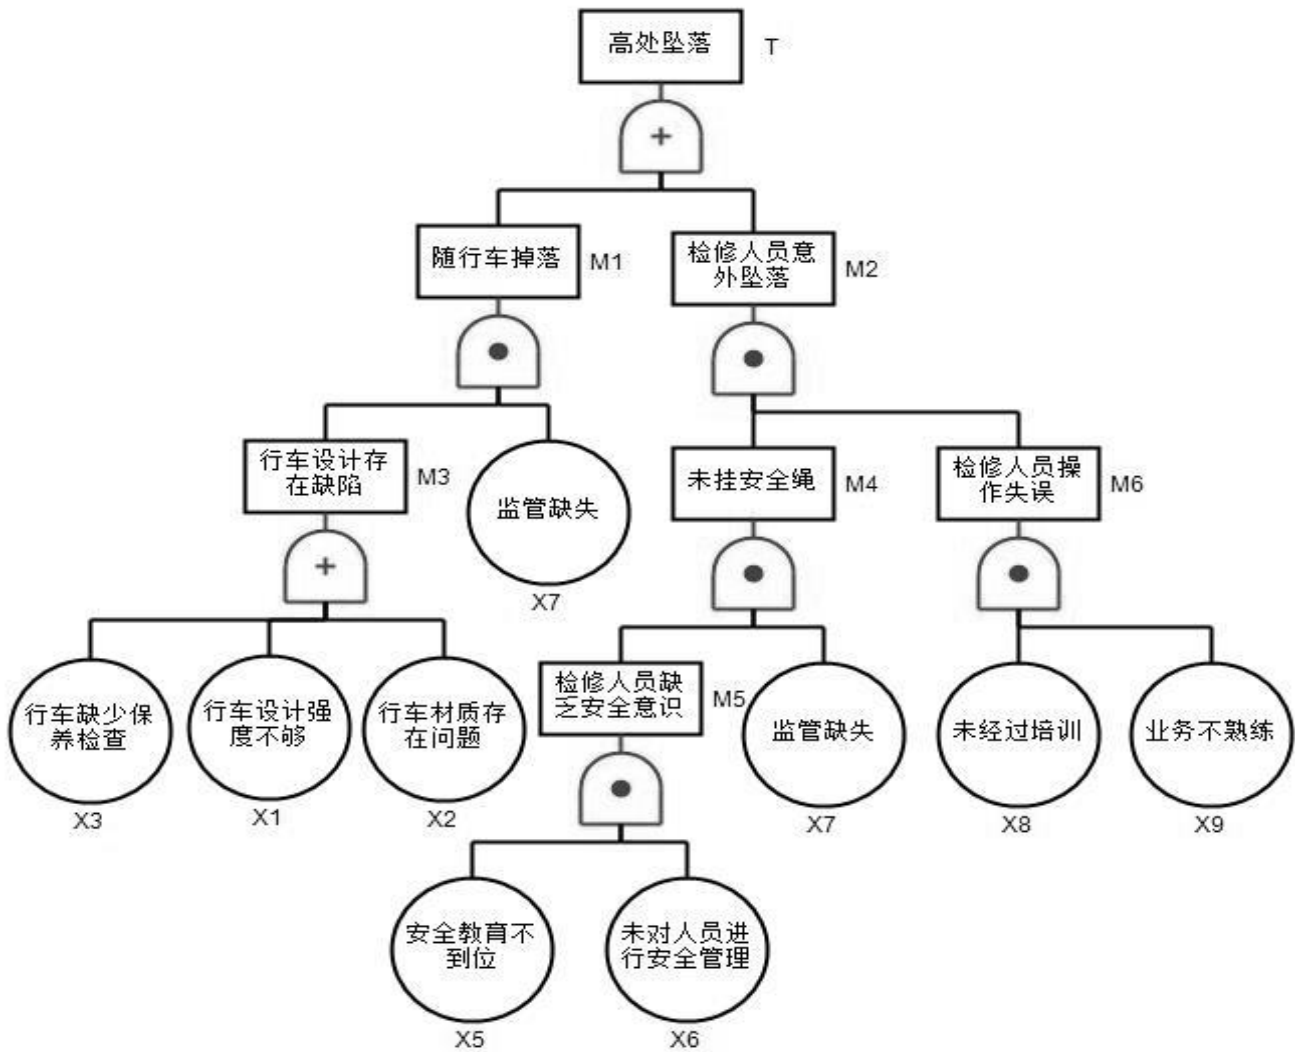 高处坠落
T
+
随行车掉落
M1
检修人员意
外坠落
M2
行车设计存
在缺陷
M3
监管缺失
X7
未挂安全绳
M4
检修人员操
作失误
M6
+
行车缺少保
养检查
X3
行车设计强
度不够
X1
行车材质存
在问题
X2
检修人员缺
乏安全意识
M5
监管缺失
X7
未经过培训
X8
业务不熟练
X9
安全教育不
到位
X5
未对人员进
行安全管理
X6